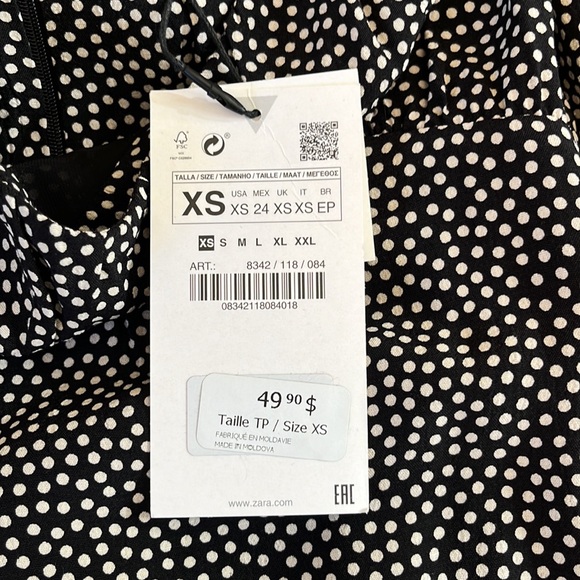 FSC
®
TALLA / SIZE / TAMANHO / TAILLE / MAAT / ΜΕΓΕΘΟΣ
XS
USA MEX UK IT BR
XS 24 XS XS EP
XS S M L XL XXL
ART.: 8342 / 118 / 084
08342118084018
49 90 $
Taille TP / Size XS
FABRIQUÉ EN MOLDAVIE
MADE IN MOLDOVA
www.zara.com
EAC